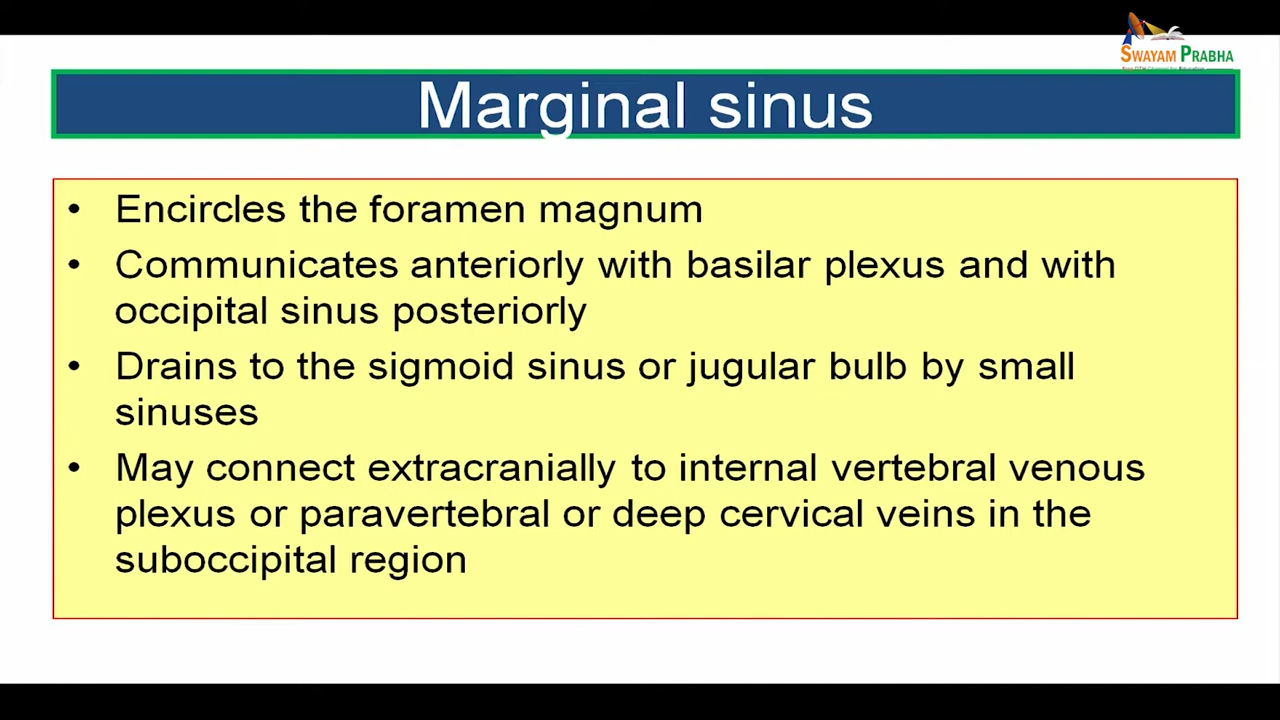 SWAYAM PRABHA
Marginal sinus
• Encircles the foramen magnum
• Communicates anteriorly with basilar plexus and with
occipital sinus posteriorly
• Drains to the sigmoid sinus or jugular bulb by small
sinuses
• May connect extracranially to internal vertebral venous
plexus or paravertebral or deep cervical veins in the
suboccipital region